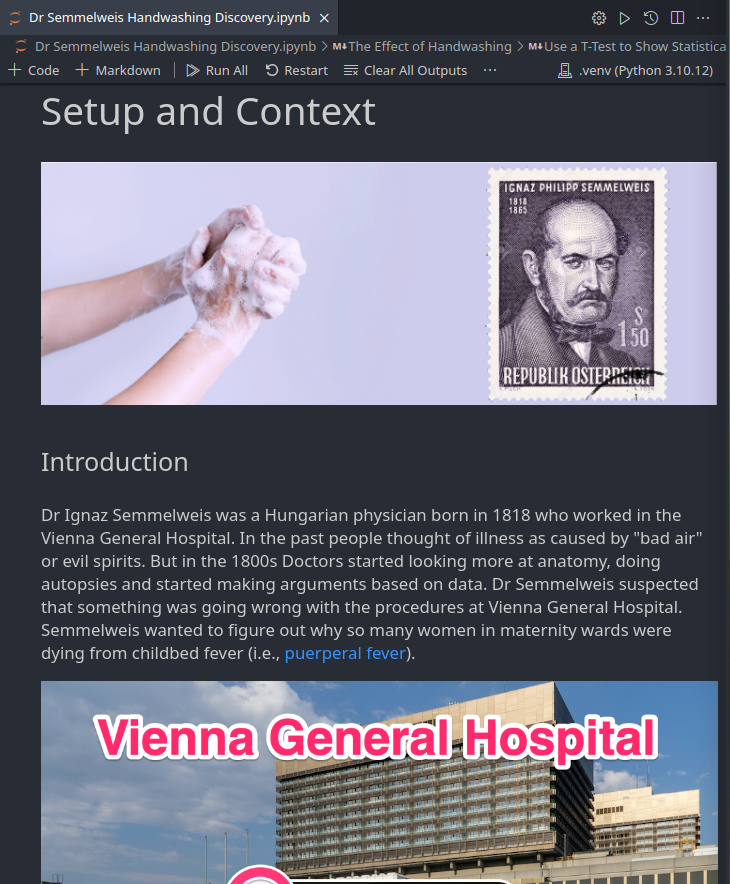 Dr Semmelweis Handwashing Discovery.ipynb
Dr Semmelweis Handwashing Discovery.ipynb > M↓The Effect of Handwashing > M↓Use a T-Test to Show Statistica
+ Code + Markdown | Run All Restart Clear All Outputs ··· .venv (Python 3.10.12)
Setup and Context
IGNAZ PHILIPP SEMMELWEIS
1818
1865
S
1.50
REPUBLIK ÖSTERREICH
Introduction
Dr Ignaz Semmelweis was a Hungarian physician born in 1818 who worked in the
Vienna General Hospital. In the past people thought of illness as caused by "bad air"
or evil spirits. But in the 1800s Doctors started looking more at anatomy, doing
autopsies and started making arguments based on data. Dr Semmelweis suspected
that something was going wrong with the procedures at Vienna General Hospital.
Semmelweis wanted to figure out why so many women in maternity wards were
dying from childbed fever (i.e., puerperal fever).
Vienna General Hospital